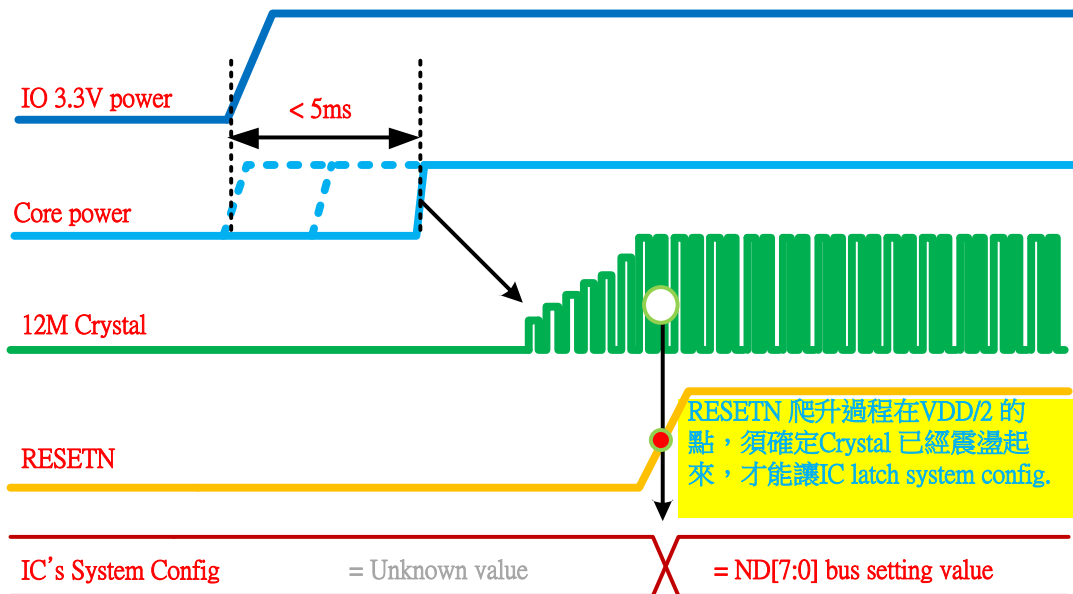 IO 3.3V power
< 5ms
Core power
12M Crystal
RESETN 爬升過程在VDD/2 的
點，須確定Crystal 已經震盪起
來，才能讓IC latch system config.
RESETN
IC's System Config = Unknown value = ND[7:0] bus setting value